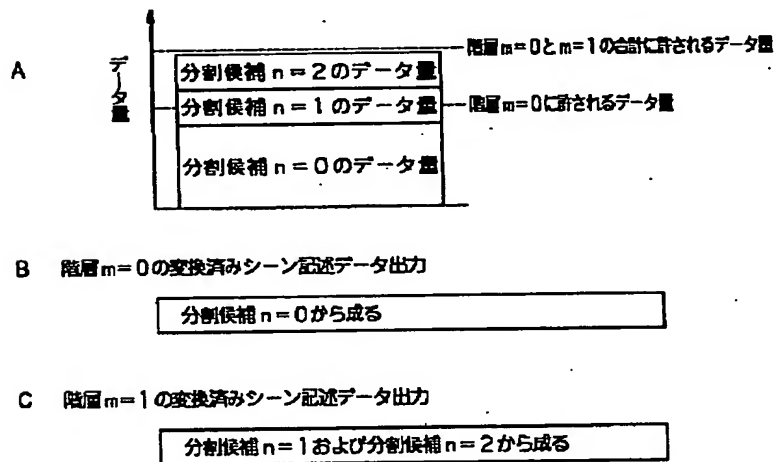 階層m=0とm=1の合計に許されるデータ量
A
データ量
分割候補n=2のデータ量
分割候補n=1のデータ量
階層m=0に許されるデータ量
分割候補n=0のデータ量
B 階層m=0の変換済みシーン記述データ出力
分割候補n=0から成る
C 階層m=1の変換済みシーン記述データ出力
分割候補n=1および分割候補n=2から成る